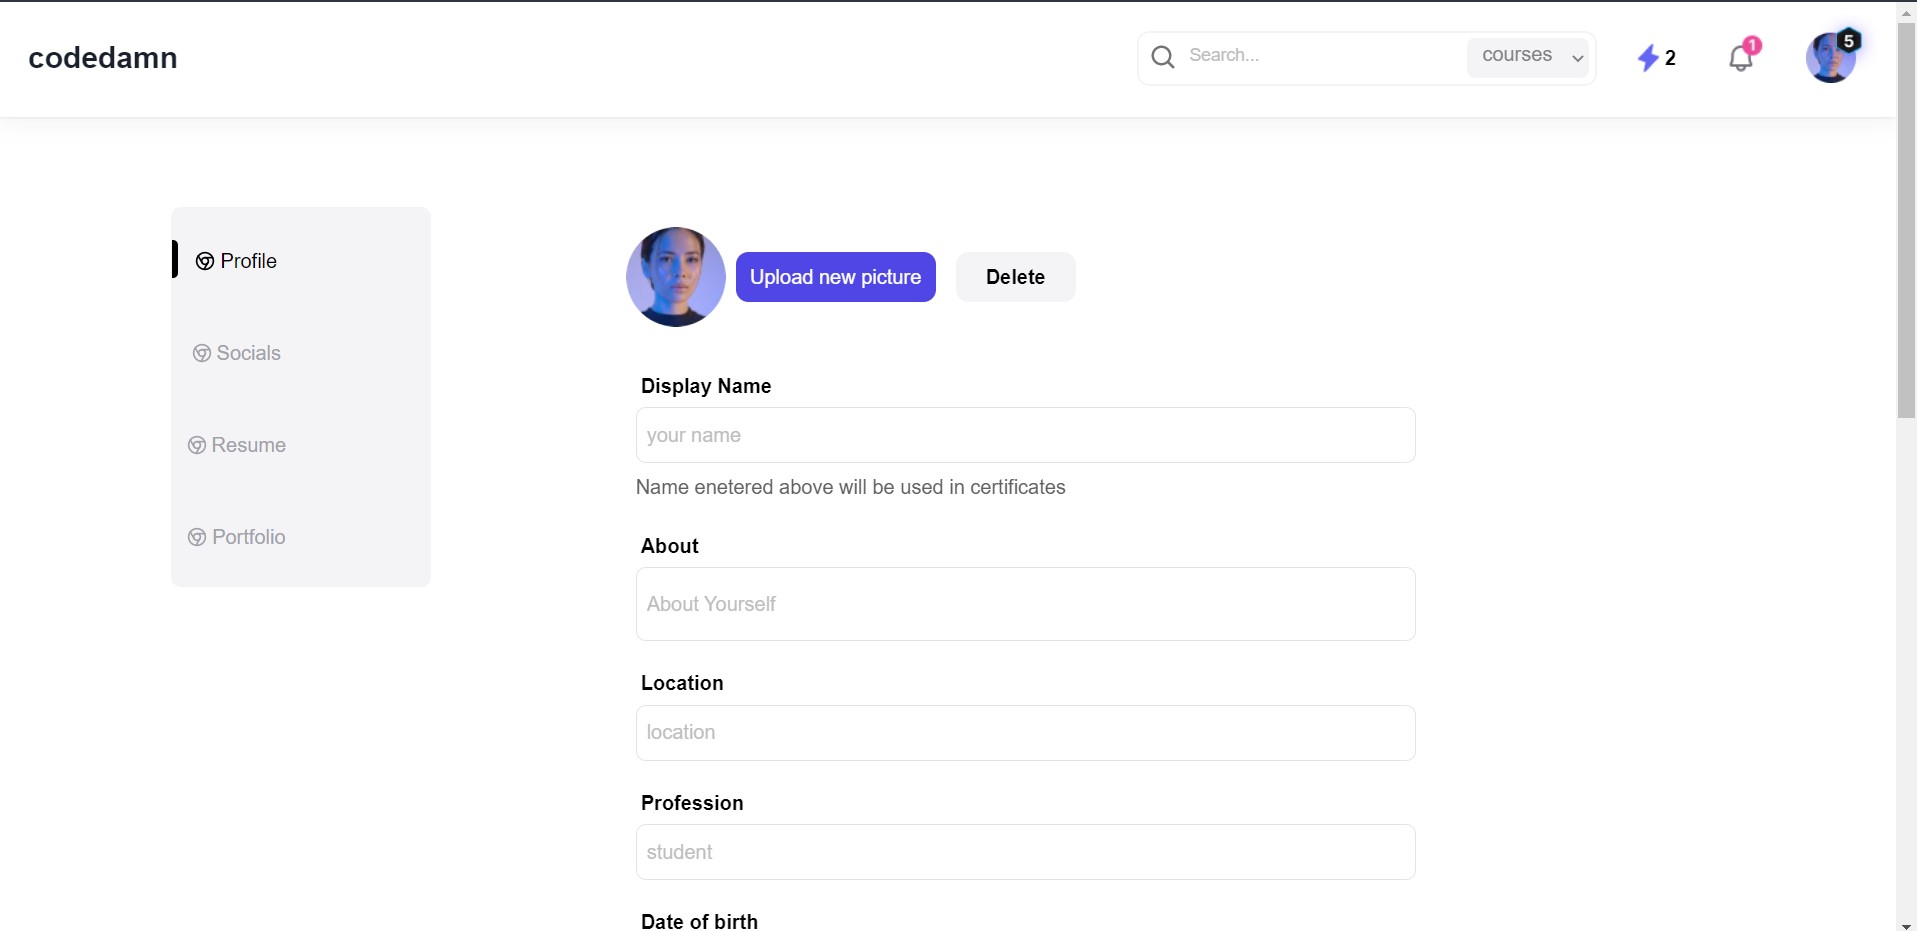 codedamn
Search...
courses
2
1
5
Profile
Socials
Resume
Portfolio
Upload new picture
Delete
Display Name
your name
Name enetered above will be used in certificates
About
About Yourself
Location
location
Profession
student
Date of birth